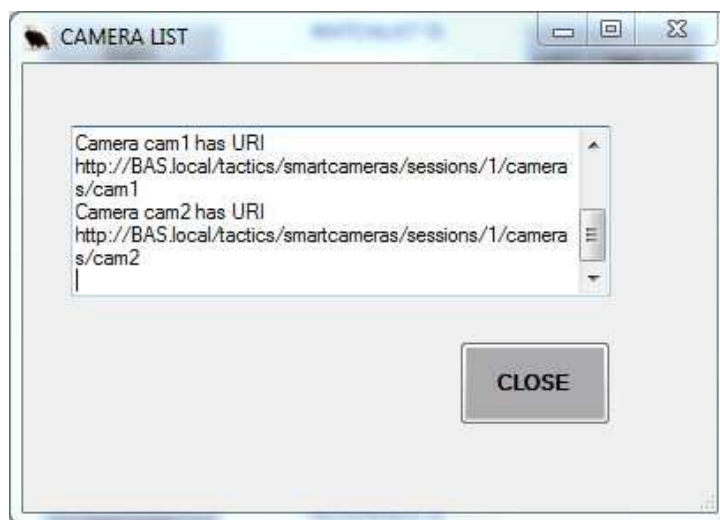 CAMERA LIST
Camera cam1 has URI
http://BAS.local/tactics/smartcameras/sessions/1/camera
s/cam1
Camera cam2 has URI
http://BAS.local/tactics/smartcameras/sessions/1/camera
s/cam2
CLOSE